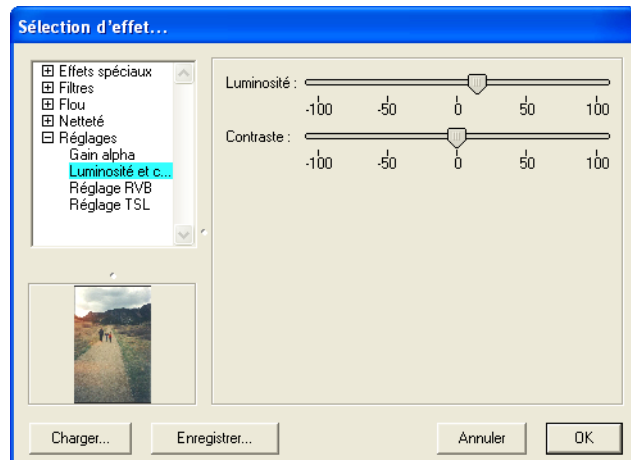 Sélection d'effet...
Effets spéciaux
Filtres
Flou
Netteté
Réglages
Gain alpha
Luminosité et c...
Réglage RVB
Réglage TSL
Luminosité :
-100 -50 0 50 100
Contraste :
-100 -50 0 50 100
Charger... Enregistrer... Annuler OK